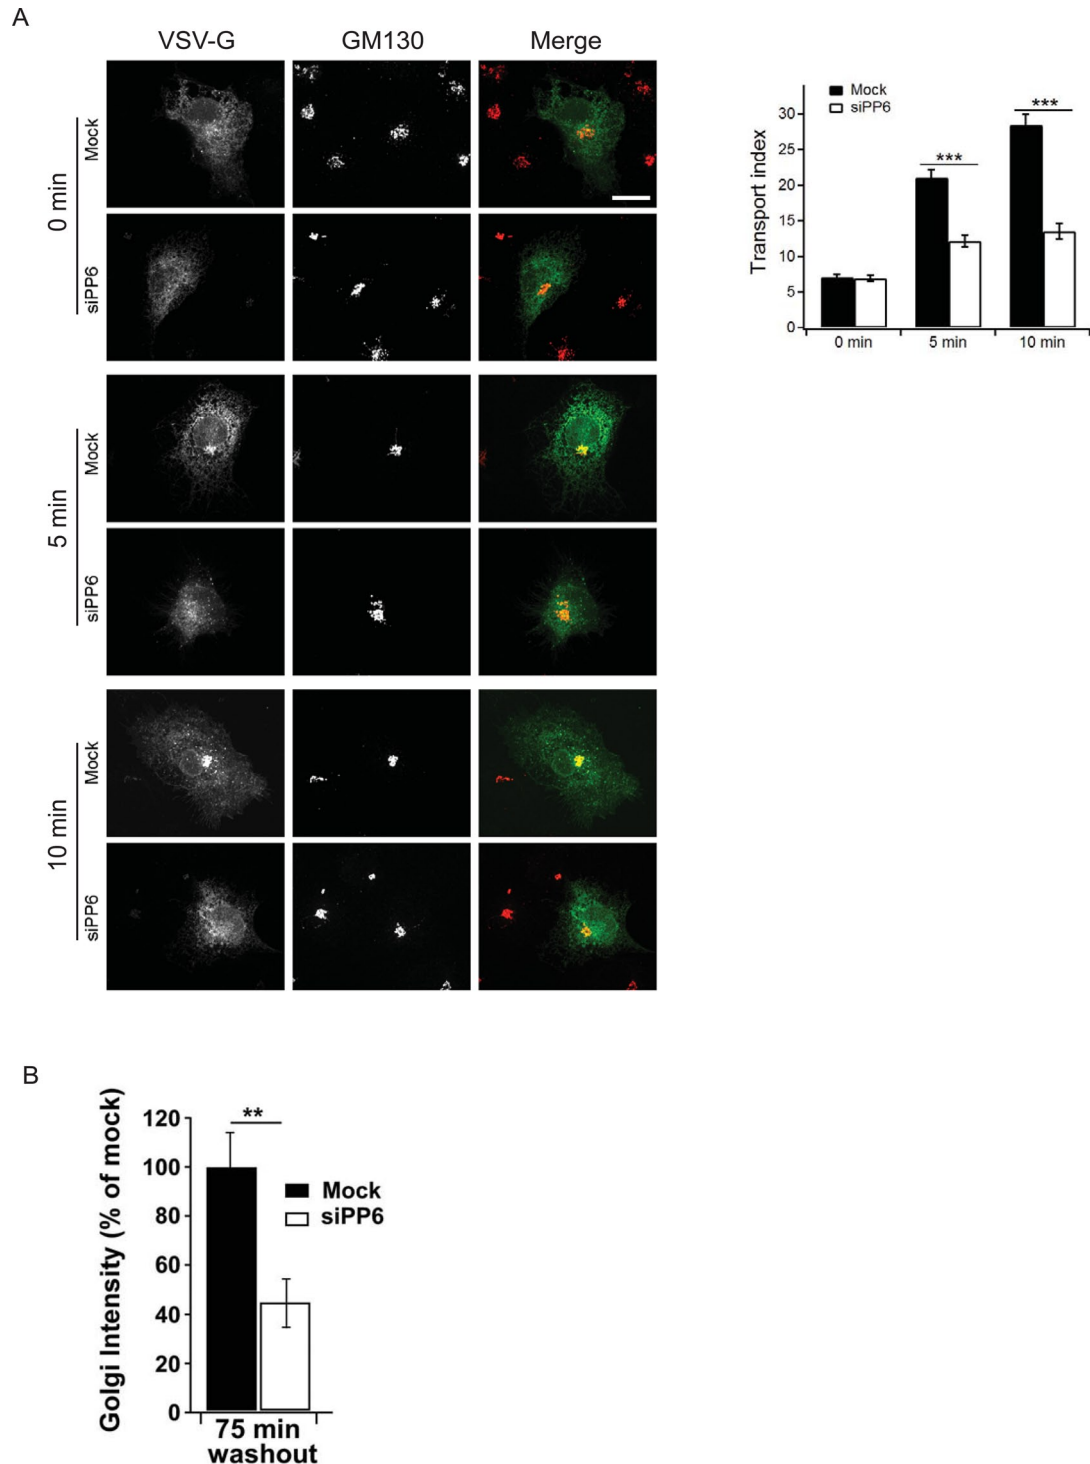 A
VSV-G GM130 Merge
0 min
Mock
siPP6
5 min
Mock
siPP6
10 min
Mock
siPP6
Mock
siPP6
Transport index
30
25
20
15
10
5
0
***
***
0 min 5 min 10 min
B
Golgi Intensity (% of mock)
120
100
80
60
40
20
0
**
Mock
siPP6
75 min
washout